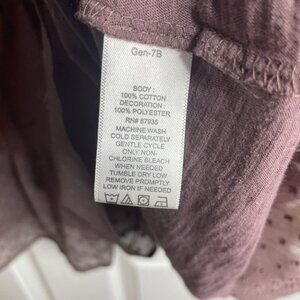 Gen-7B
BODY:
100% COTTON
DECORATION:
100% POLYESTER
RN# 67935
MACHINE WASH
COLD SEPARATELY
GENTLE CYCLE
ONLY NON-
CHLORINE BLEACH
WHEN NEEDED
TUMBLE DRY LOW
REMOVE PROMPTLY
LOW IRON IF NEEDED